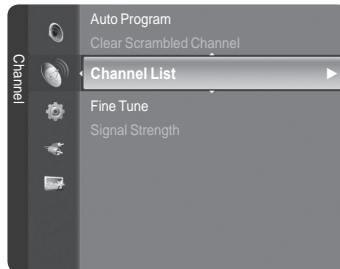 Channel
Auto Program
Clear Scrambled Channel
Channel List
Fine Tune
Signal Strength